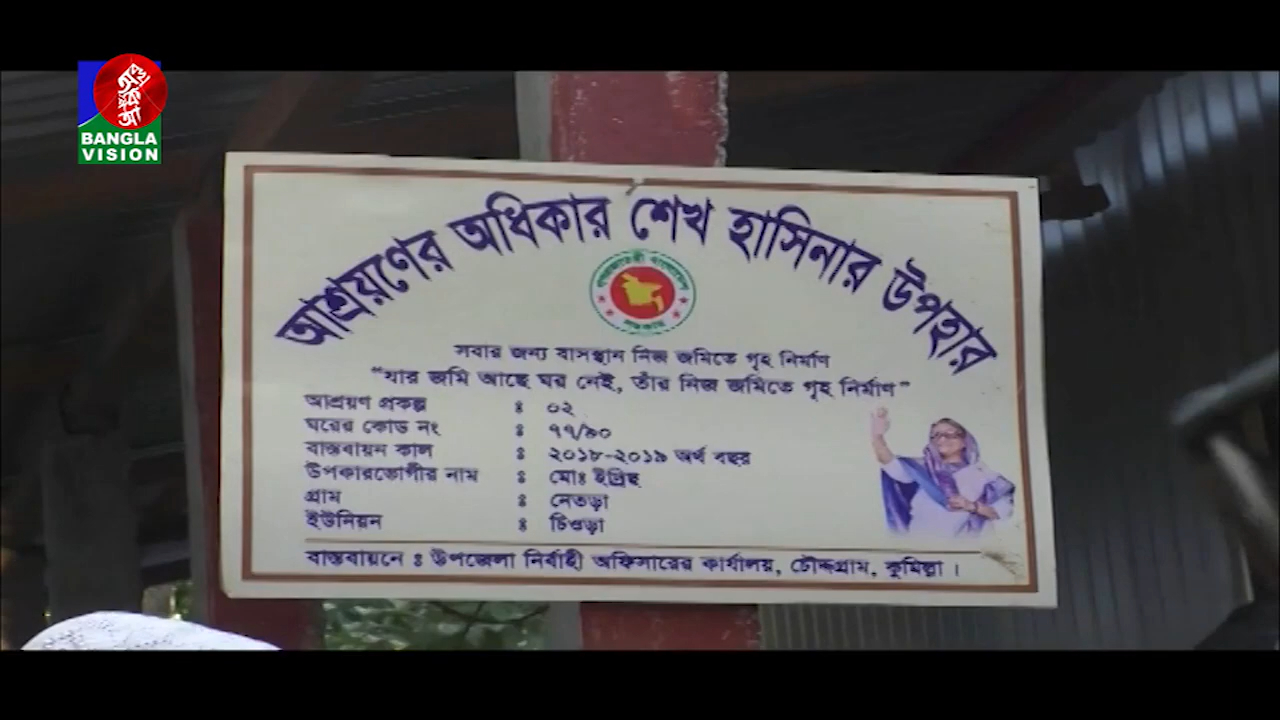 BANGLA
VISION
আশ্রয়ণের অধিকার শেখ হাসিনার উপহার
সবার জন্য বাসস্থান নিজ জমিতে গৃহ নির্মাণ
"যার জমি আছে ঘর নেই, তাঁর নিজ জমিতে গৃহ নির্মাণ"
আশ্রয়ণ প্রকল্প ঃ ০২
ঘরের কোড নং ঃ ৭৭/৯০
বাস্তবায়ন কাল ঃ ২০১৮-২০১৯ অর্থ বছর
উপকারভোগীর নাম ঃ মোঃ ইদ্রিছ
গ্রাম ঃ নেতড়া
ইউনিয়ন ঃ চিওড়া
বাস্তবায়নে ঃ উপজেলা নির্বাহী অফিসারের কার্যালয়, চৌদ্দগ্রাম, কুমিল্লা ।